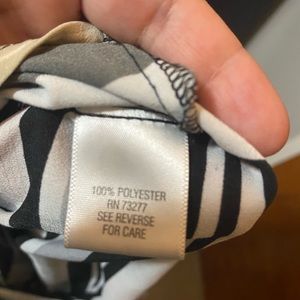 100% POLYESTER
RN 73277
SEE REVERSE
FOR CARE